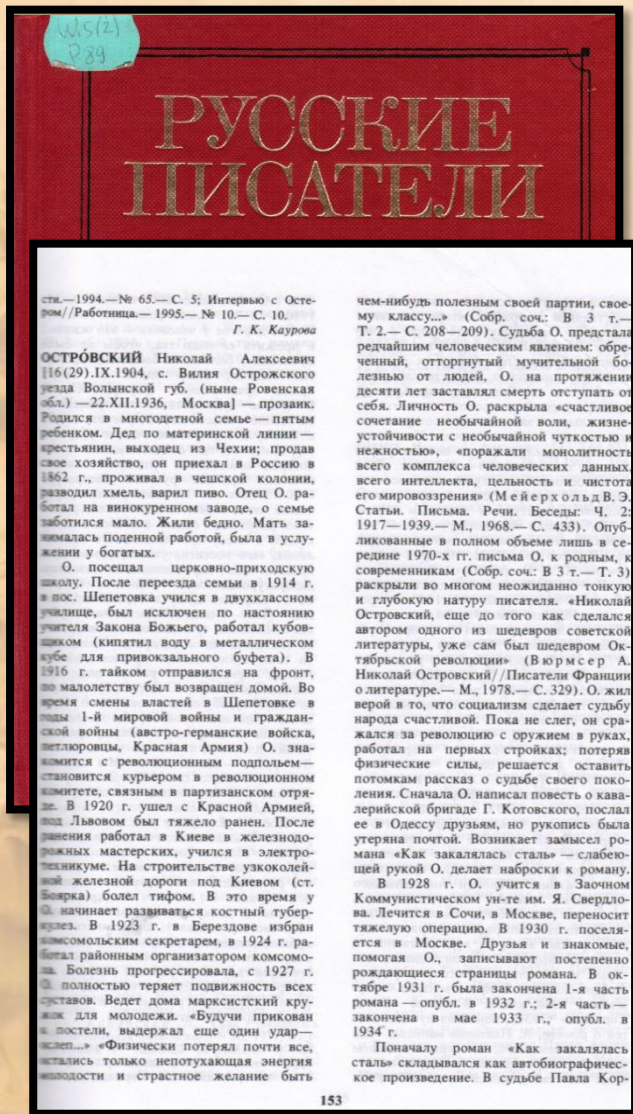 W5(2)
Р89
РУССКИЕ
ПИСАТЕЛИ
сти.—1994.—№ 65.— С. 5; Интервью с Осте-
ром//Работница.— 1995.— № 10.— С. 10.
Г. К. Каурова
ОСТРО́ВСКИЙ Николай Алексеевич
[16(29).IX.1904, с. Вилия Острожского
уезда Волынской губ. (ныне Ровенская
обл.) —22.XII.1936, Москва] — прозаик.
Родился в многодетной семье — пятым
ребенком. Дед по материнской линии —
крестьянин, выходец из Чехии; продав
свое хозяйство, он приехал в Россию в
1862 г., проживал в чешской колонии,
разводил хмель, варил пиво. Отец О. ра-
ботал на винокуренном заводе, о семье
заботился мало. Жили бедно. Мать за-
нималась поденной работой, была в услу-
жении у богатых.
О. посещал церковно-приходскую
школу. После переезда семьи в 1914 г.
в пос. Шепетовка учился в двухклассном
училище, был исключен по настоянию
учителя Закона Божьего, работал кубов-
щиком (кипятил воду в металлическом
кубе для привокзального буфета). В
1916 г. тайком отправился на фронт,
по малолетству был возвращен домой. Во
время смены властей в Шепетовке в
годы 1-й мировой войны и граждан-
ской войны (австро-германские войска,
петлюровцы, Красная Армия) О. зна-
комится с революционным подпольем—
становится курьером в революционном
комитете, связным в партизанском отря-
де. В 1920 г. ушел с Красной Армией,
под Львовом был тяжело ранен. После
ранения работал в Киеве в железнодо-
рожных мастерских, учился в электро-
техникуме. На строительстве узкоколей-
ной железной дороги под Киевом (ст.
Боярка) болел тифом. В это время у
О. начинает развиваться костный тубер-
кулез. В 1923 г. в Берездове избран
комсомольским секретарем, в 1924 г. ра-
ботал районным организатором комсомо-
ла. Болезнь прогрессировала, с 1927 г.
О. полностью теряет подвижность всех
суставов. Ведет дома марксистский кру-
жок для молодежи. «Будучи прикован
к постели, выдержал еще один удар—
ослеп...» «Физически потерял почти все,
остались только непотухающая энергия
молодости и страстное желание быть
чем-нибудь полезным своей партии, свое-
му классу...» (Собр. соч.: В 3 т.—
Т. 2.— С. 208—209). Судьба О. предстала
редчайшим человеческим явлением: обре-
ченный, отторгнутый мучительной бо-
лезнью от людей, О. на протяжении
десяти лет заставлял смерть отступать от
себя. Личность О. раскрыла «счастливое
сочетание необычайной воли, жизне-
устойчивости с необычайной чуткостью и
нежностью», «поражали монолитность
всего комплекса человеческих данных,
всего интеллекта, цельность и чистота
его мировоззрения» (Мейерхольд В. Э.
Статьи. Письма. Речи. Беседы: Ч. 2:
1917—1939.— М., 1968.— С. 433). Опуб-
ликованные в полном объеме лишь в се-
редине 1970-х гг. письма О. к родным, к
современникам (Собр. соч.: В 3 т.— Т. 3)
раскрыли во многом неожиданно тонкую
и глубокую натуру писателя. «Николай
Островский, еще до того как сделался
автором одного из шедевров советской
литературы, уже сам был шедевром Ок-
тябрьской революции» (Вюрмсер А.
Николай Островский//Писатели Франции
о литературе.— М., 1978.— С. 329). О. жил
верой в то, что социализм сделает судьбу
народа счастливой. Пока не слег, он сра-
жался за революцию с оружием в руках,
работал на первых стройках; потеряв
физические силы, решается оставить
потомкам рассказ о судьбе своего поко-
ления. Сначала О. написал повесть о кава-
лерийской бригаде Г. Котовского, послал
ее в Одессу друзьям, но рукопись была
утеряна почтой. Возникает замысел ро-
мана «Как закалялась сталь» — слабею-
щей рукой О. делает наброски к роману.
В 1928 г. О. учится в Заочном
Коммунистическом ун-те им. Я. Свердло-
ва. Лечится в Сочи, в Москве, переносит
тяжелую операцию. В 1930 г. поселя-
ется в Москве. Друзья и знакомые,
помогая О., записывают постепенно
рождающиеся страницы романа. В ок-
тябре 1931 г. была закончена 1-я часть
романа — опубл. в 1932 г.; 2-я часть —
закончена в мае 1933 г., опубл. в
1934 г.
Поначалу роман «Как закалялась
сталь» складывался как автобиографичес-
кое произведение. В судьбе Павла Кор-
153